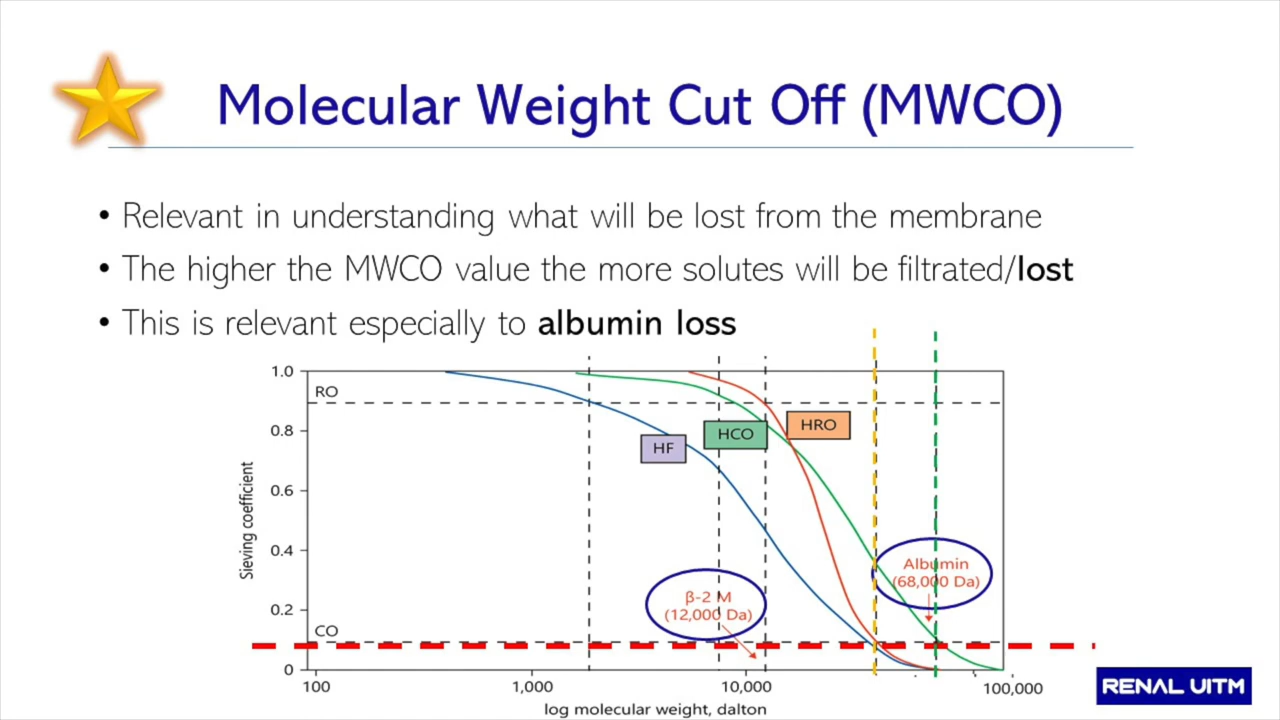 Molecular Weight Cut Off (MWCO)
• Relevant in understanding what will be lost from the membrane
• The higher the MWCO value the more solutes will be filtrated/lost
• This is relevant especially to albumin loss
1.0
RO
0.8
HF
HCO
HRO
0.6
Sieving coefficient
0.4
Albumin
(68,000 Da)
0.2
β-2 M
(12,000 Da)
CO
0
100
1,000
10,000
100,000
log molecular weight, dalton
RENAL UITM